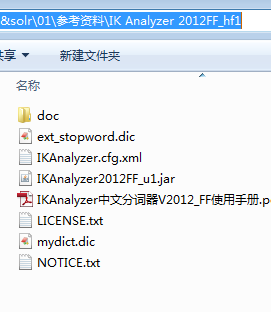 &solr\01\参考资料\IK Analyzer 2012FF_hf1
享 新建文件夹
名称
doc
ext_stopword.dic
IKAnalyzer.cfg.xml
IKAnalyzer2012FF_u1.jar
IKAnalyzer中文分词器V2012_FF使用手册.p
LICENSE.txt
mydict.dic
NOTICE.txt